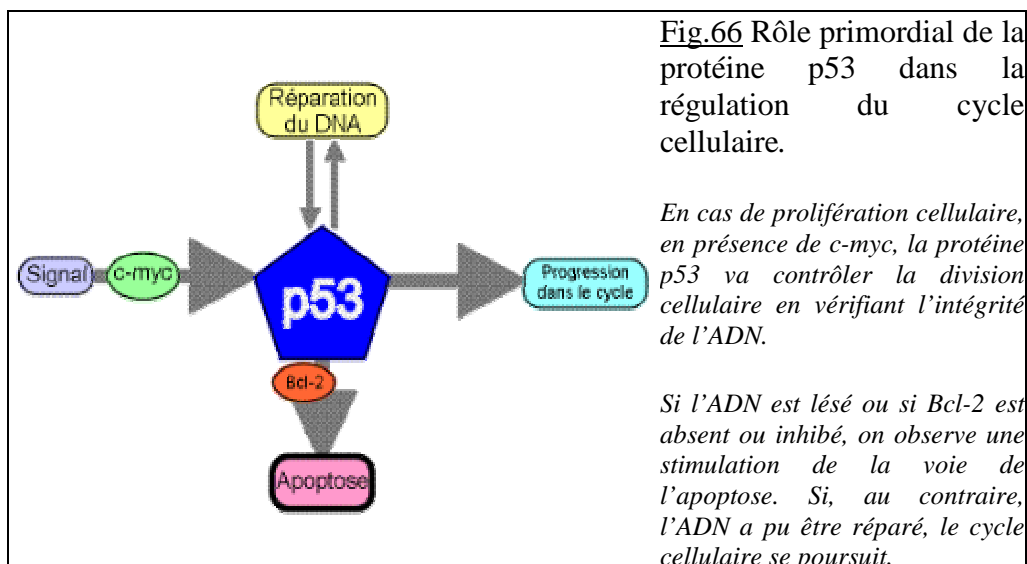 Réparation
du DNA
Signal
c-myc
p53
Progression
dans le cycle
Bcl-2
Apoptose
Fig.66 Rôle primordial de la
protéine p53 dans la
régulation du cycle
cellulaire.
En cas de prolifération cellulaire,
en présence de c-myc, la protéine
p53 va contrôler la division
cellulaire en vérifiant l'intégrité
de l'ADN.
Si l'ADN est lésé ou si Bcl-2 est
absent ou inhibé, on observe une
stimulation de la voie de
l'apoptose. Si, au contraire,
l'ADN a pu être réparé, le cycle
cellulaire se poursuit.